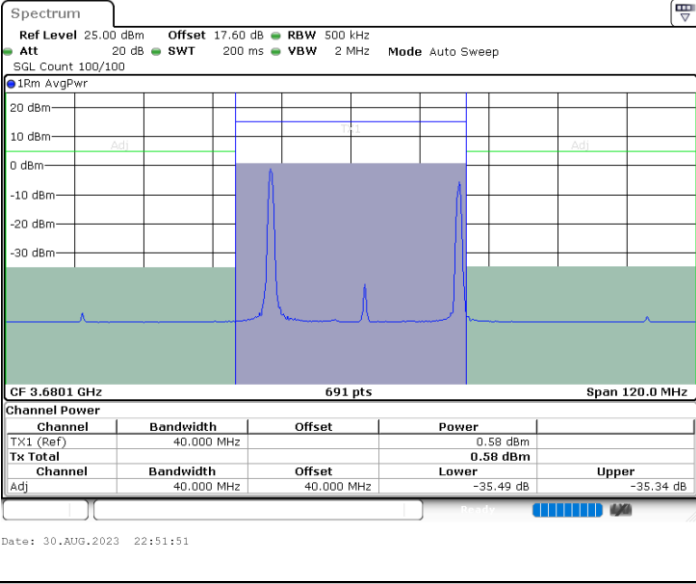 Spectrum
Ref Level 25.00 dBm Offset 17.60 dB RBW 500 kHz
Att 20 dB SWT 200 ms VBW 2 MHz Mode Auto Sweep
SGL Count 100/100
1Rm AvgPwr
20 dBm
TX1
10 dBm
Adj Adj
0 dBm
-10 dBm
-20 dBm
-30 dBm
CF 3.6801 GHz 691 pts Span 120.0 MHz
Channel Power
Channel Bandwidth Offset Power
TX1 (Ref) 40.000 MHz 0.58 dBm
Tx Total 0.58 dBm
Channel Bandwidth Offset Lower Upper
Adj 40.000 MHz 40.000 MHz -35.49 dB -35.34 dB
Ready
Date: 30.AUG.2023 22:51:51